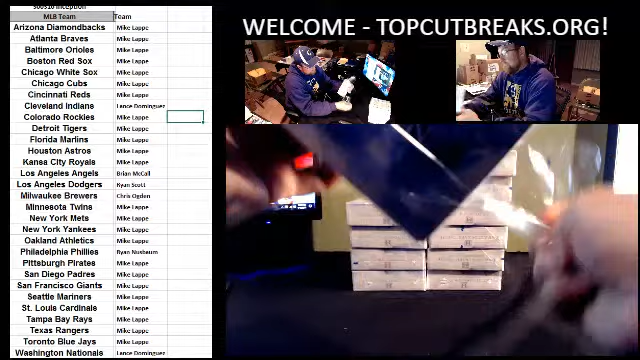 WELCOME - TOPCUTBREAKS.ORG!
MLB Team Team
Arizona Diamondbacks Mike Lappe
Atlanta Braves Mike Lappe
Baltimore Orioles Mike Lappe
Boston Red Sox Mike Lappe
Chicago White Sox Mike Lappe
Chicago Cubs Mike Lappe
Cincinnati Reds Mike Lappe
Cleveland Indians Lance Dominguez
Colorado Rockies Mike Lappe
Detroit Tigers Mike Lappe
Florida Marlins Mike Lappe
Houston Astros Mike Lappe
Kansa City Royals Mike Lappe
Los Angeles Angels Brian McCall
Los Angeles Dodgers Ryan Scott
Milwaukee Brewers Chris Ogden
Minnesota Twins Mike Lappe
New York Mets Mike Lappe
New York Yankees Mike Lappe
Oakland Athletics Mike Lappe
Philadelphia Phillies Ryan Nusbaum
Pittsburgh Pirates Mike Lappe
San Diego Padres Mike Lappe
San Francisco Giants Mike Lappe
Seattle Mariners Mike Lappe
St. Louis Cardinals Mike Lappe
Tampa Bay Rays Mike Lappe
Texas Rangers Mike Lappe
Toronto Blue Jays Mike Lappe
Washington Nationals Lance Dominguez